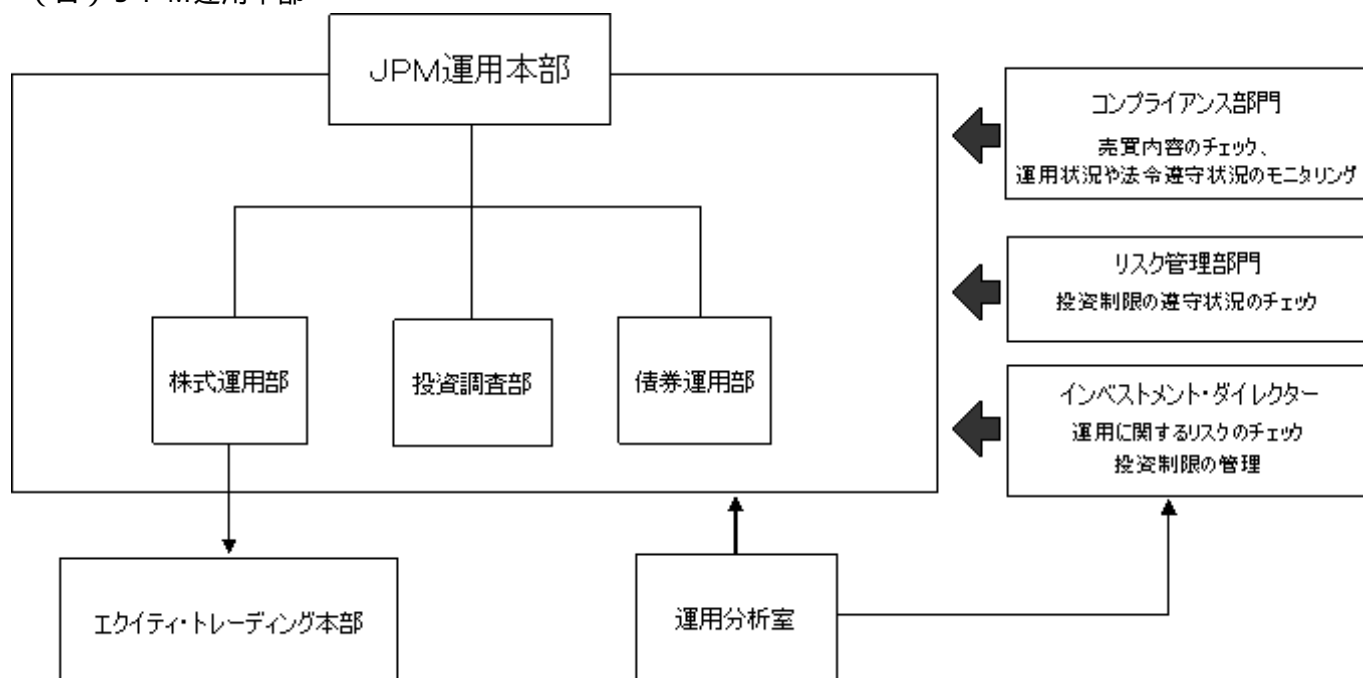 JPM運用本部
コンプライアンス部門
売買内容のチェック、
運用状況や法令遵守状況のモニタリング
リスク管理部門
投資制限の遵守状況のチェック
株式運用部
投資調査部
債券運用部
インベストメント・ダイレクター
運用に関するリスクのチェック
投資制限の管理
エクイティ・トレーディング本部
運用分析室